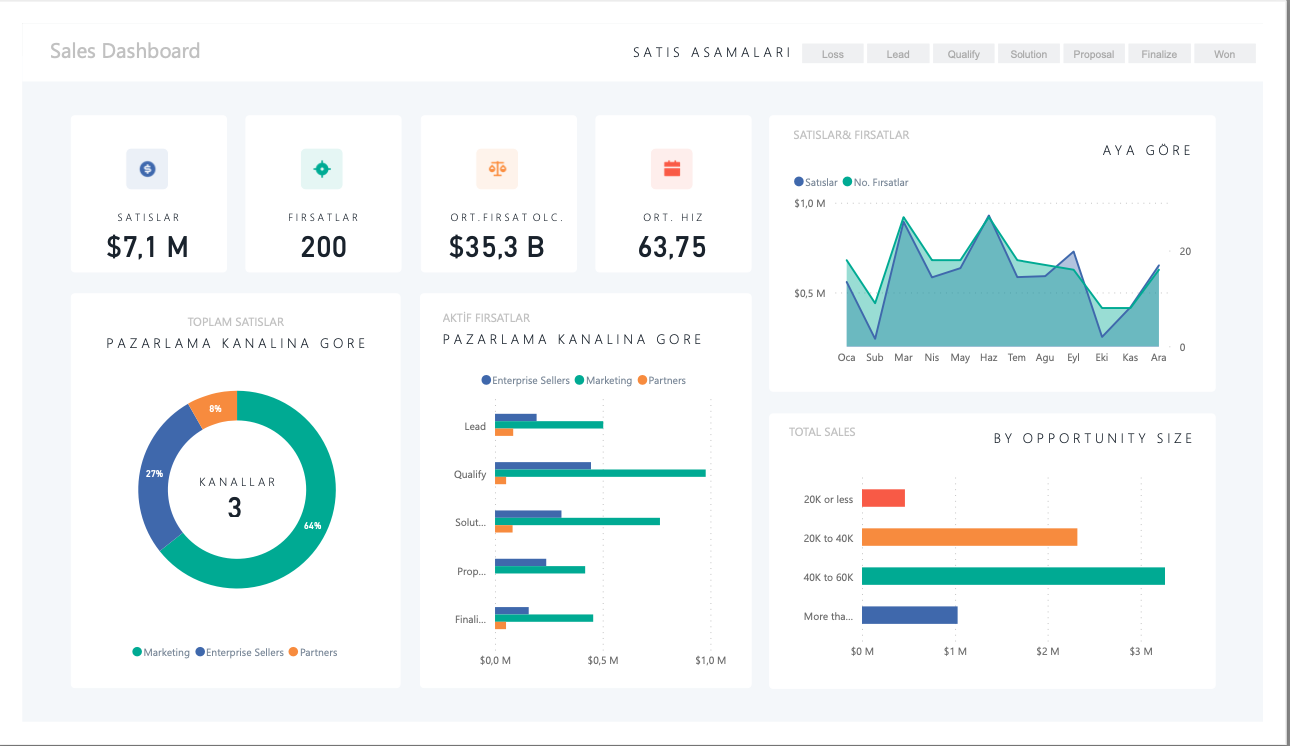 Sales Dashboard
SATIS ASAMALARI
Loss
Lead
Qualify
Solution
Proposal
Finalize
Won
SATISLAR
$7,1 M
FIRSATLAR
200
ORT.FIRSAT OLC.
$35,3 B
ORT. HIZ
63,75
SATISLAR& FIRSATLAR
AYA GÖRE
Satıslar
No. Fırsatlar
$1,0 M
$0,5 M
20
0
Oca Sub Mar Nis May Haz Tem Agu Eyl Eki Kas Ara
TOPLAM SATISLAR
PAZARLAMA KANALINA GORE
8%
27%
64%
KANALLAR
3
Marketing
Enterprise Sellers
Partners
AKTİF FIRSATLAR
PAZARLAMA KANALINA GORE
Enterprise Sellers
Marketing
Partners
Lead
Qualify
Solut...
Prop...
Finali...
$0,0 M
$0,5 M
$1,0 M
TOTAL SALES
BY OPPORTUNITY SIZE
20K or less
20K to 40K
40K to 60K
More tha...
$0 M
$1 M
$2 M
$3 M